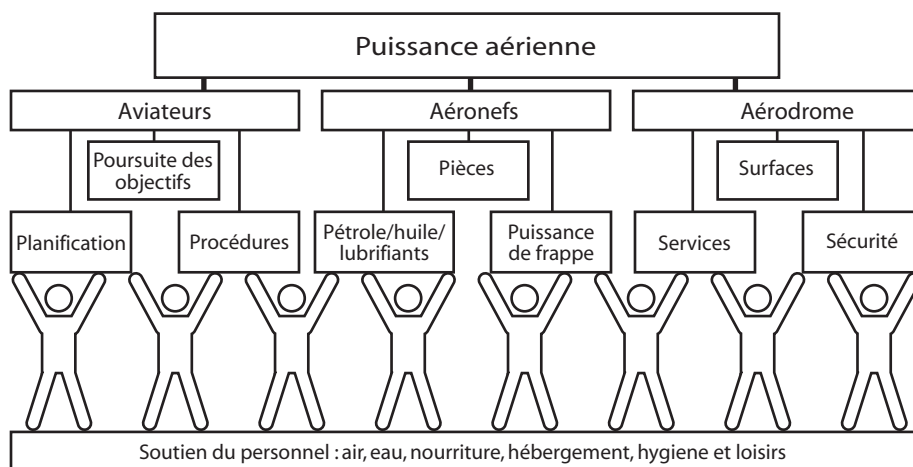 Puissance aérienne
Aviateurs
Aéronefs
Aérodrome
Poursuite des
objectifs
Pièces
Surfaces
Planification
Procédures
Pétrole/huile/
lubrifiants
Puissance
de frappe
Services
Sécurité
Soutien du personnel : air, eau, nourriture, hébergement, hygiene et loisirs